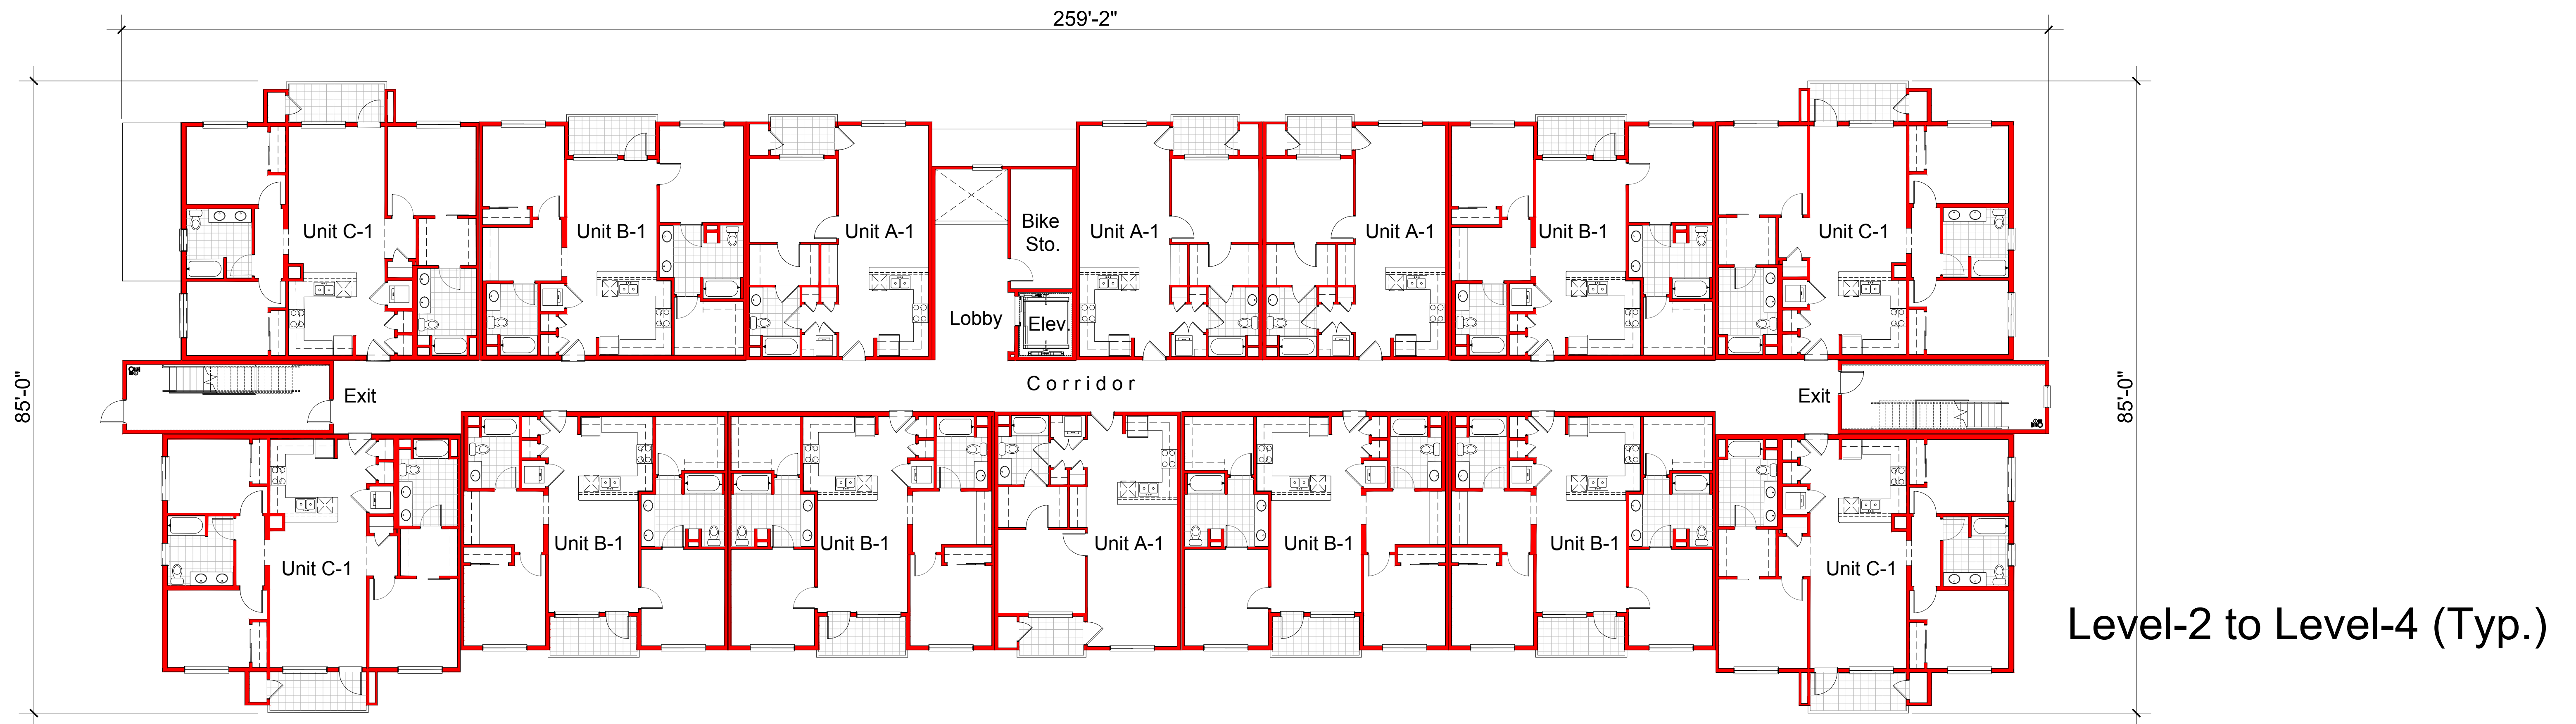 259'-2"
Unit C-1
Unit B-1
Unit A-1
Bike
Sto.
Unit A-1
Unit A-1
Unit B-1
Unit C-1
Lobby
Elev.
85'-0"
Exit
Corridor
Exit
85'-0"
Unit C-1
Unit B-1
Unit B-1
Unit A-1
Unit B-1
Unit B-1
Unit C-1
Level-2 to Level-4 (Typ.)